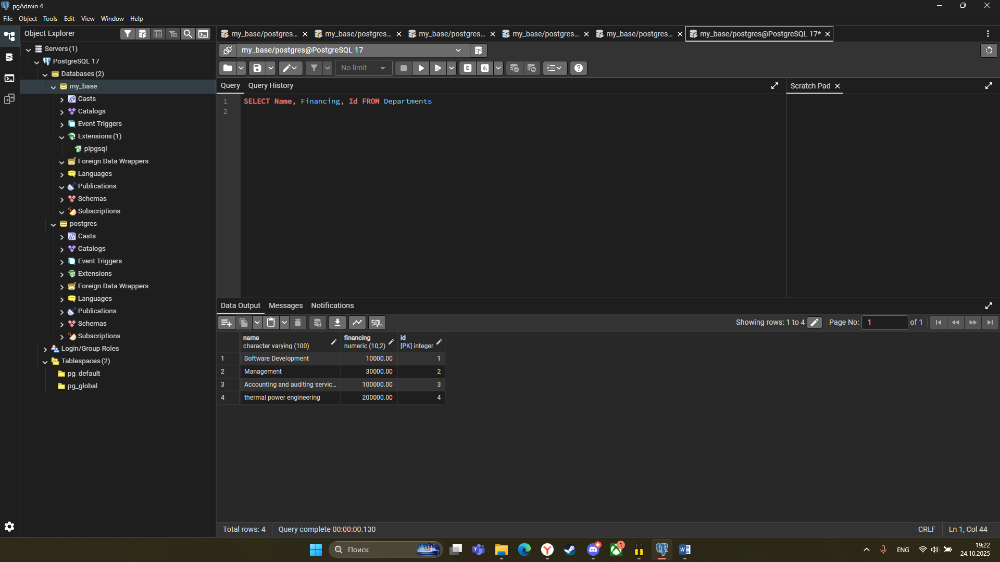 pgAdmin 4
File Object Tools Edit View Window Help
Object Explorer
my_base/postgres... my_base/postgres... my_base/postgres... my_base/postgres... my_base/postgres... my_base/postgres@PostgreSQL 17*
my_base/postgres@PostgreSQL 17
No limit
E
Servers (1)
PostgreSQL 17
Databases (2)
my_base
Casts
Catalogs
Event Triggers
Extensions (1)
plpgsql
Foreign Data Wrappers
Languages
Publications
Schemas
Subscriptions
postgres
Casts
Catalogs
Event Triggers
Extensions
Foreign Data Wrappers
Languages
Publications
Schemas
Subscriptions
Login/Group Roles
Tablespaces (2)
pg_default
pg_global
Query Query History
Scratch Pad
1 SELECT Name, Financing, Id FROM Departments
2
Data Output Messages Notifications
SQL
Showing rows: 1 to 4 Page No: 1 of 1
name financing id
character varying (100) numeric (10,2) [PK] integer
1 Software Development 10000.00 1
2 Management 30000.00 2
3 Accounting and auditing servic... 100000.00 3
4 thermal power engineering 200000.00 4
Total rows: 4 Query complete 00:00:00.130 CRLF Ln 1, Col 44
Поиск
1
ENG
19:22
24.10.2025